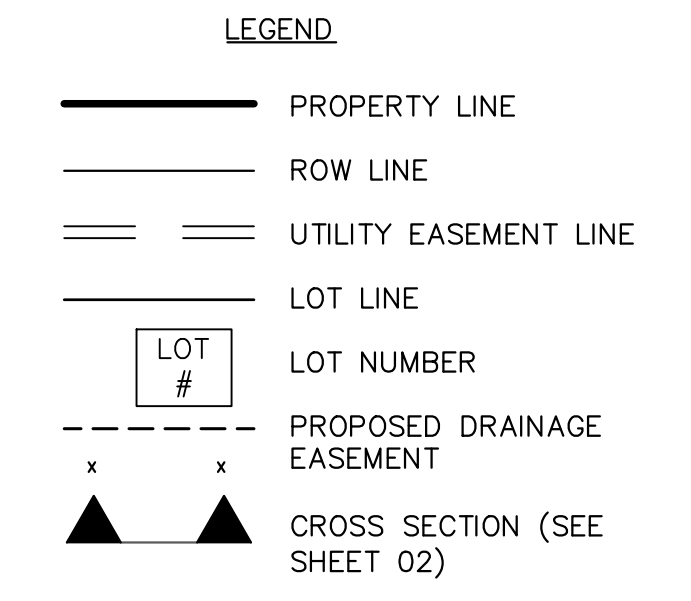 LEGEND
PROPERTY LINE
ROW LINE
UTILITY EASEMENT LINE
LOT LINE
LOT
#
LOT NUMBER
PROPOSED DRAINAGE
EASEMENT
x x
CROSS SECTION (SEE
SHEET 02)